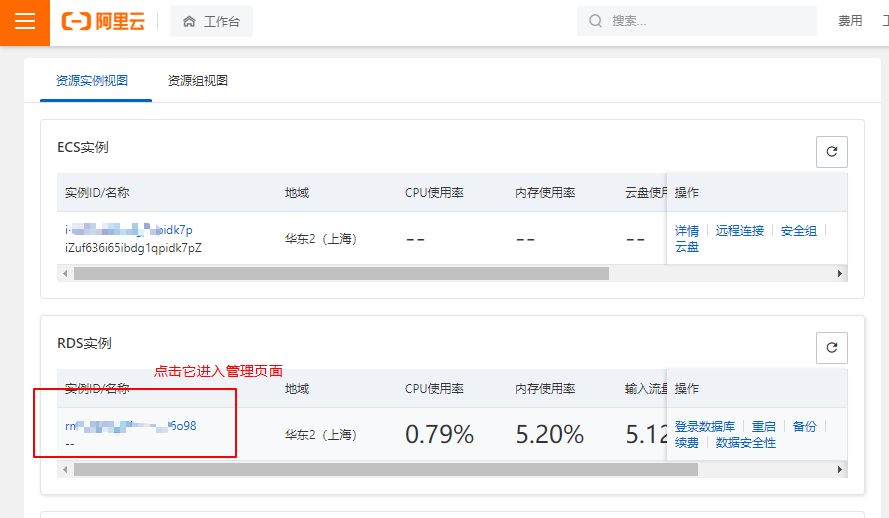 阿里云 工作台 搜索... 费用
资源实例视图 资源组视图
ECS实例
实例ID/名称 地域 CPU使用率 内存使用率 云盘使用 操作
i- pidk7p 华东2（上海） -- -- -- 详情 远程连接 安全组
iZuf636i65ibdg1qpidk7pZ 云盘
RDS实例
点击它进入管理页面
实例ID/名称 地域 CPU使用率 内存使用率 输入流量 操作
6o98 华东2（上海） 0.79% 5.20% 5.12 登录数据库 重启 备份
-- 续费 数据安全性